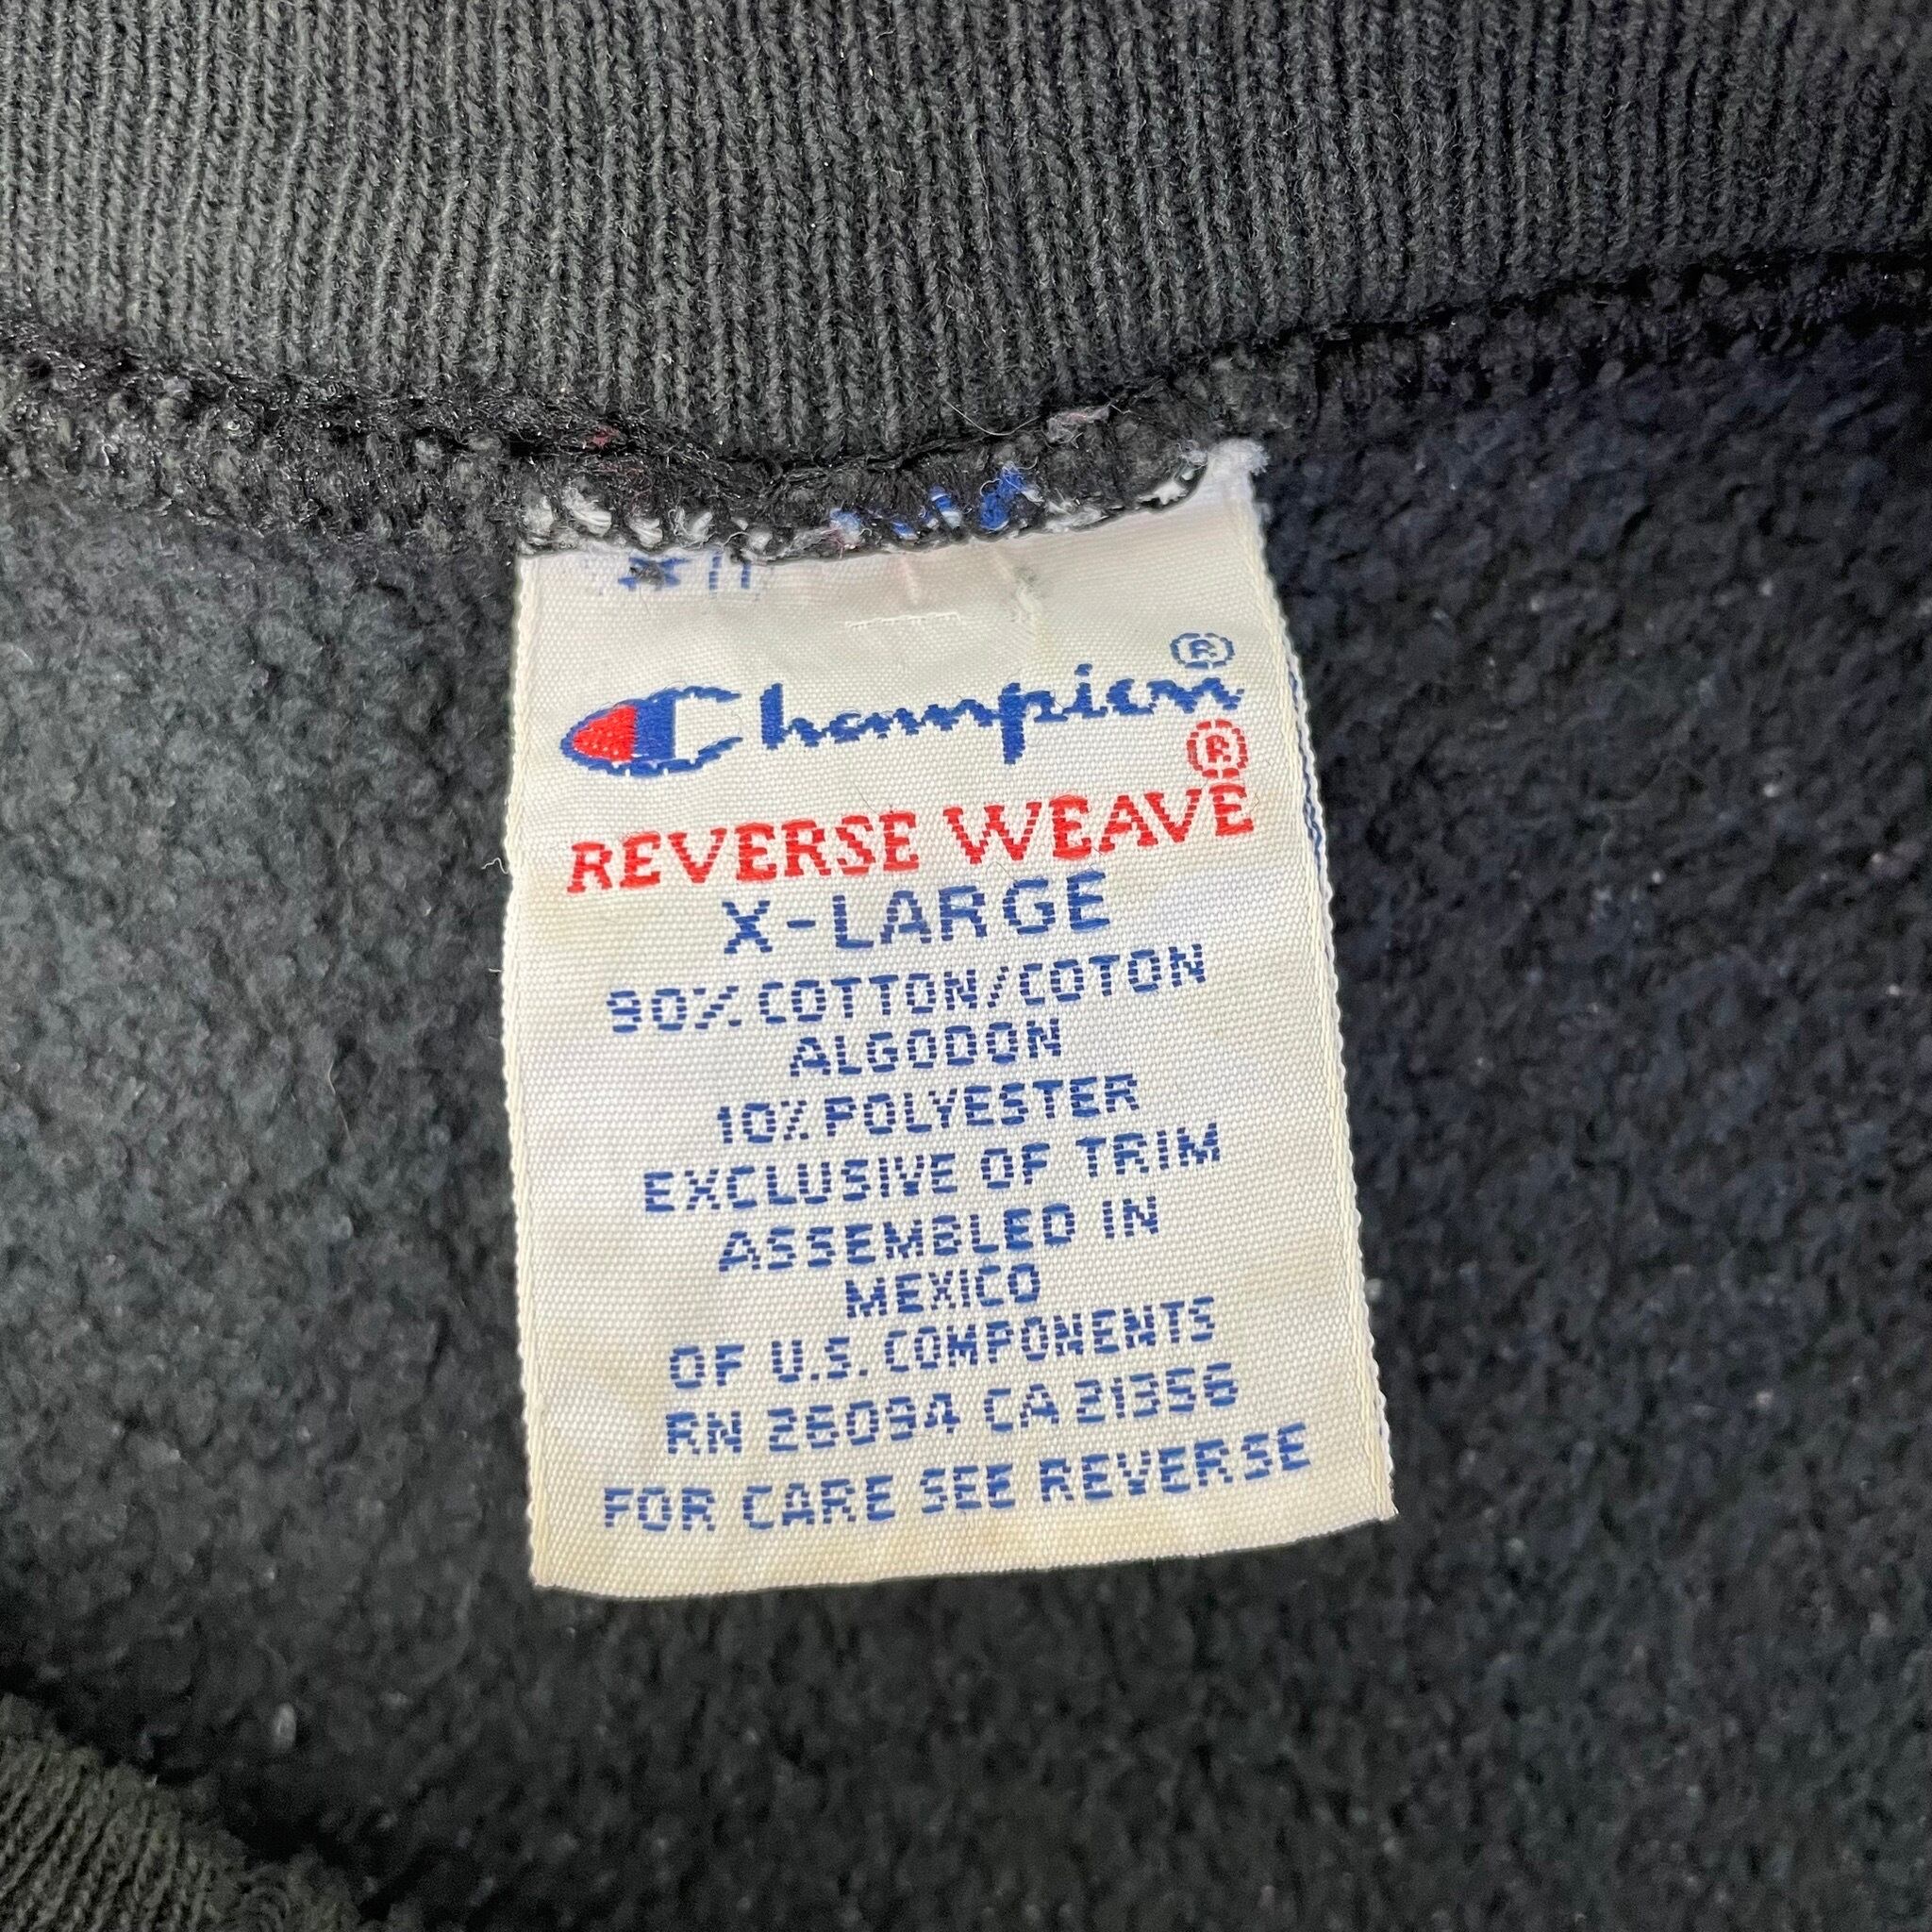 Champion ®
®
REVERSE WEAVE
X-LARGE
90% COTTON/COTON
ALGODON
10% POLYESTER
EXCLUSIVE OF TRIM
ASSEMBLED IN
MEXICO
OF U.S. COMPONENTS
RN 26094 CA 21356
FOR CARE SEE REVERSE